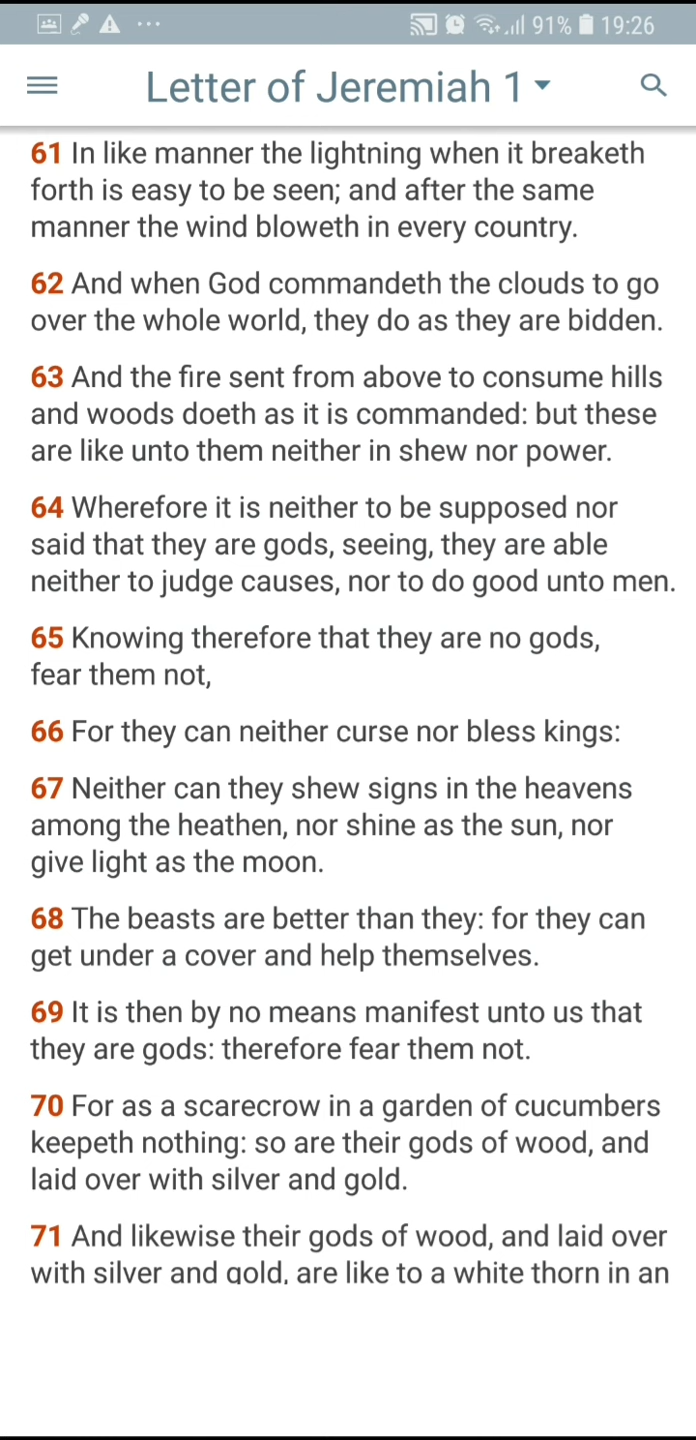 91% 19:26
Letter of Jeremiah 1
61 In like manner the lightning when it breaketh
forth is easy to be seen; and after the same
manner the wind bloweth in every country.
62 And when God commandeth the clouds to go
over the whole world, they do as they are bidden.
63 And the fire sent from above to consume hills
and woods doeth as it is commanded: but these
are like unto them neither in shew nor power.
64 Wherefore it is neither to be supposed nor
said that they are gods, seeing, they are able
neither to judge causes, nor to do good unto men.
65 Knowing therefore that they are no gods,
fear them not,
66 For they can neither curse nor bless kings:
67 Neither can they shew signs in the heavens
among the heathen, nor shine as the sun, nor
give light as the moon.
68 The beasts are better than they: for they can
get under a cover and help themselves.
69 It is then by no means manifest unto us that
they are gods: therefore fear them not.
70 For as a scarecrow in a garden of cucumbers
keepeth nothing: so are their gods of wood, and
laid over with silver and gold.
71 And likewise their gods of wood, and laid over
with silver and gold, are like to a white thorn in an